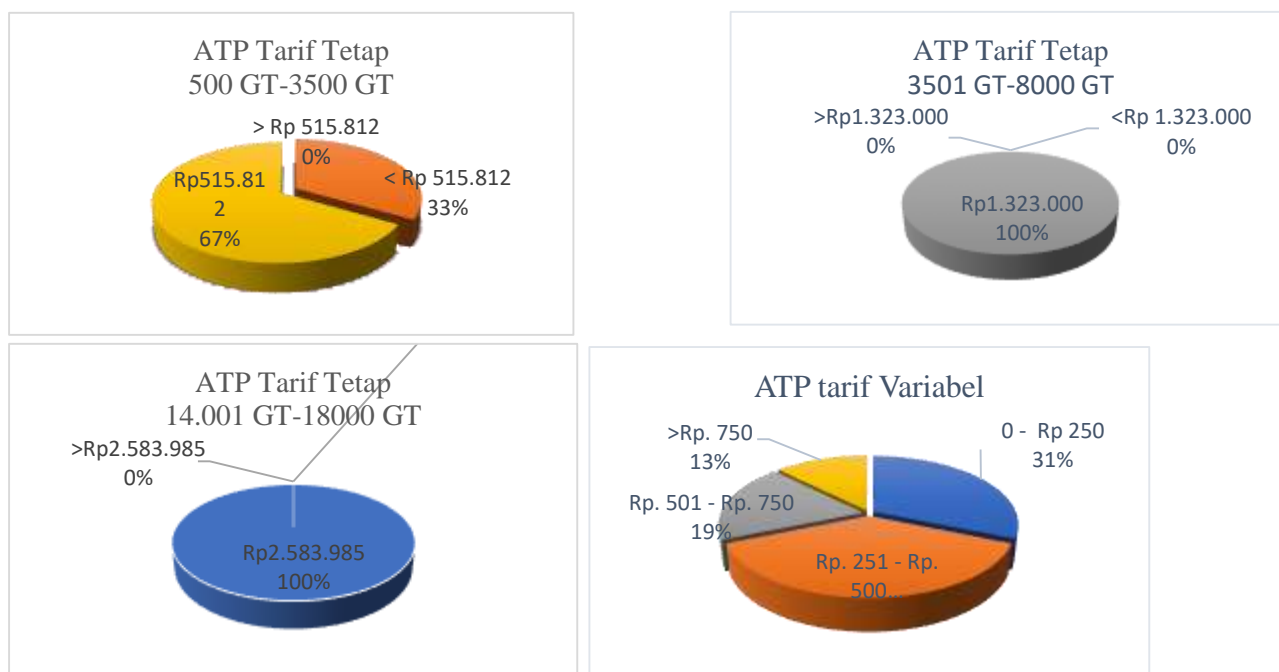 ATP Tarif Tetap
500 GT-3500 GT
> Rp 515.812
0%
< Rp 515.812
33%
Rp515.81
2
67%
ATP Tarif Tetap
3501 GT-8000 GT
>Rp1.323.000
0%
<Rp 1.323.000
0%
Rp1.323.000
100%
ATP Tarif Tetap
14.001 GT-18000 GT
>Rp2.583.985
0%
Rp2.583.985
100%
ATP tarif Variabel
>Rp. 750
13%
0 - Rp 250
31%
Rp. 501 - Rp. 750
19%
Rp. 251 - Rp.
500...